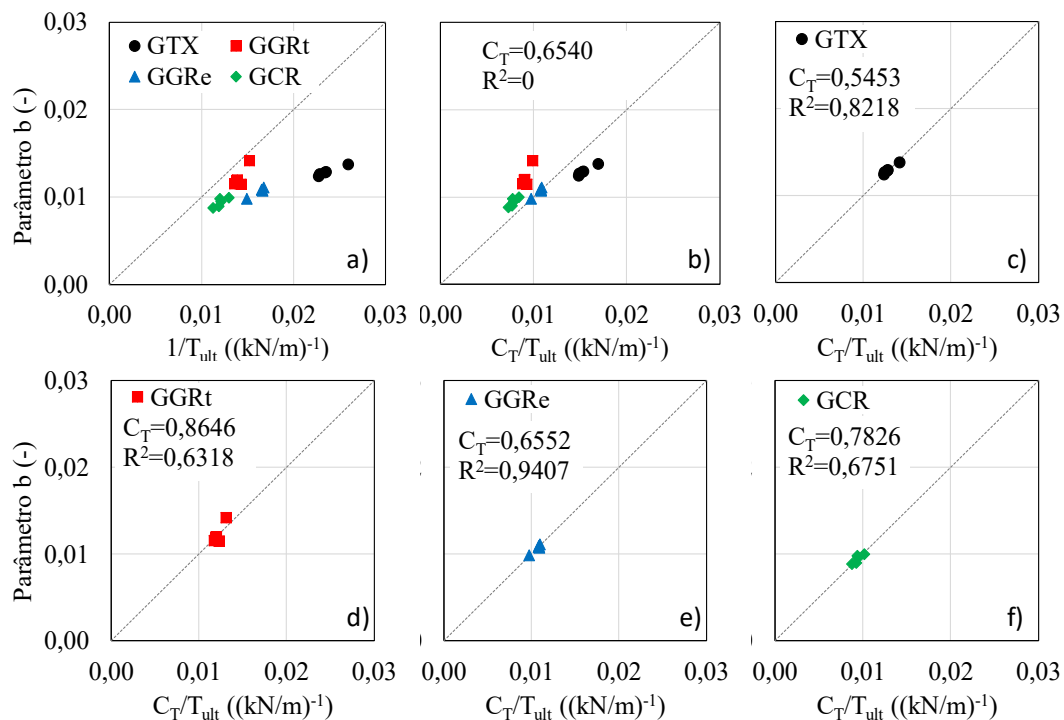 0,03
GTX
GGRt
GGRe
GCR
0,02
0,01
0,00
Parâmetro b (-)
a)
0,00 0,01 0,02 0,03
1/T_ult ((kN/m)^-1)
C_T=0,6540
R^2=0
b)
0,00 0,01 0,02 0,03
C_T/T_ult ((kN/m)^-1)
GTX
C_T=0,5453
R^2=0,8218
c)
0,00 0,01 0,02 0,03
C_T/T_ult ((kN/m)^-1)
0,03
GGRt
C_T=0,8646
R^2=0,6318
0,02
0,01
0,00
Parâmetro b (-)
d)
0,00 0,01 0,02 0,03
C_T/T_ult ((kN/m)^-1)
GGRe
C_T=0,6552
R^2=0,9407
e)
0,00 0,01 0,02 0,03
C_T/T_ult ((kN/m)^-1)
GCR
C_T=0,7826
R^2=0,6751
f)
0,00 0,01 0,02 0,03
C_T/T_ult ((kN/m)^-1)